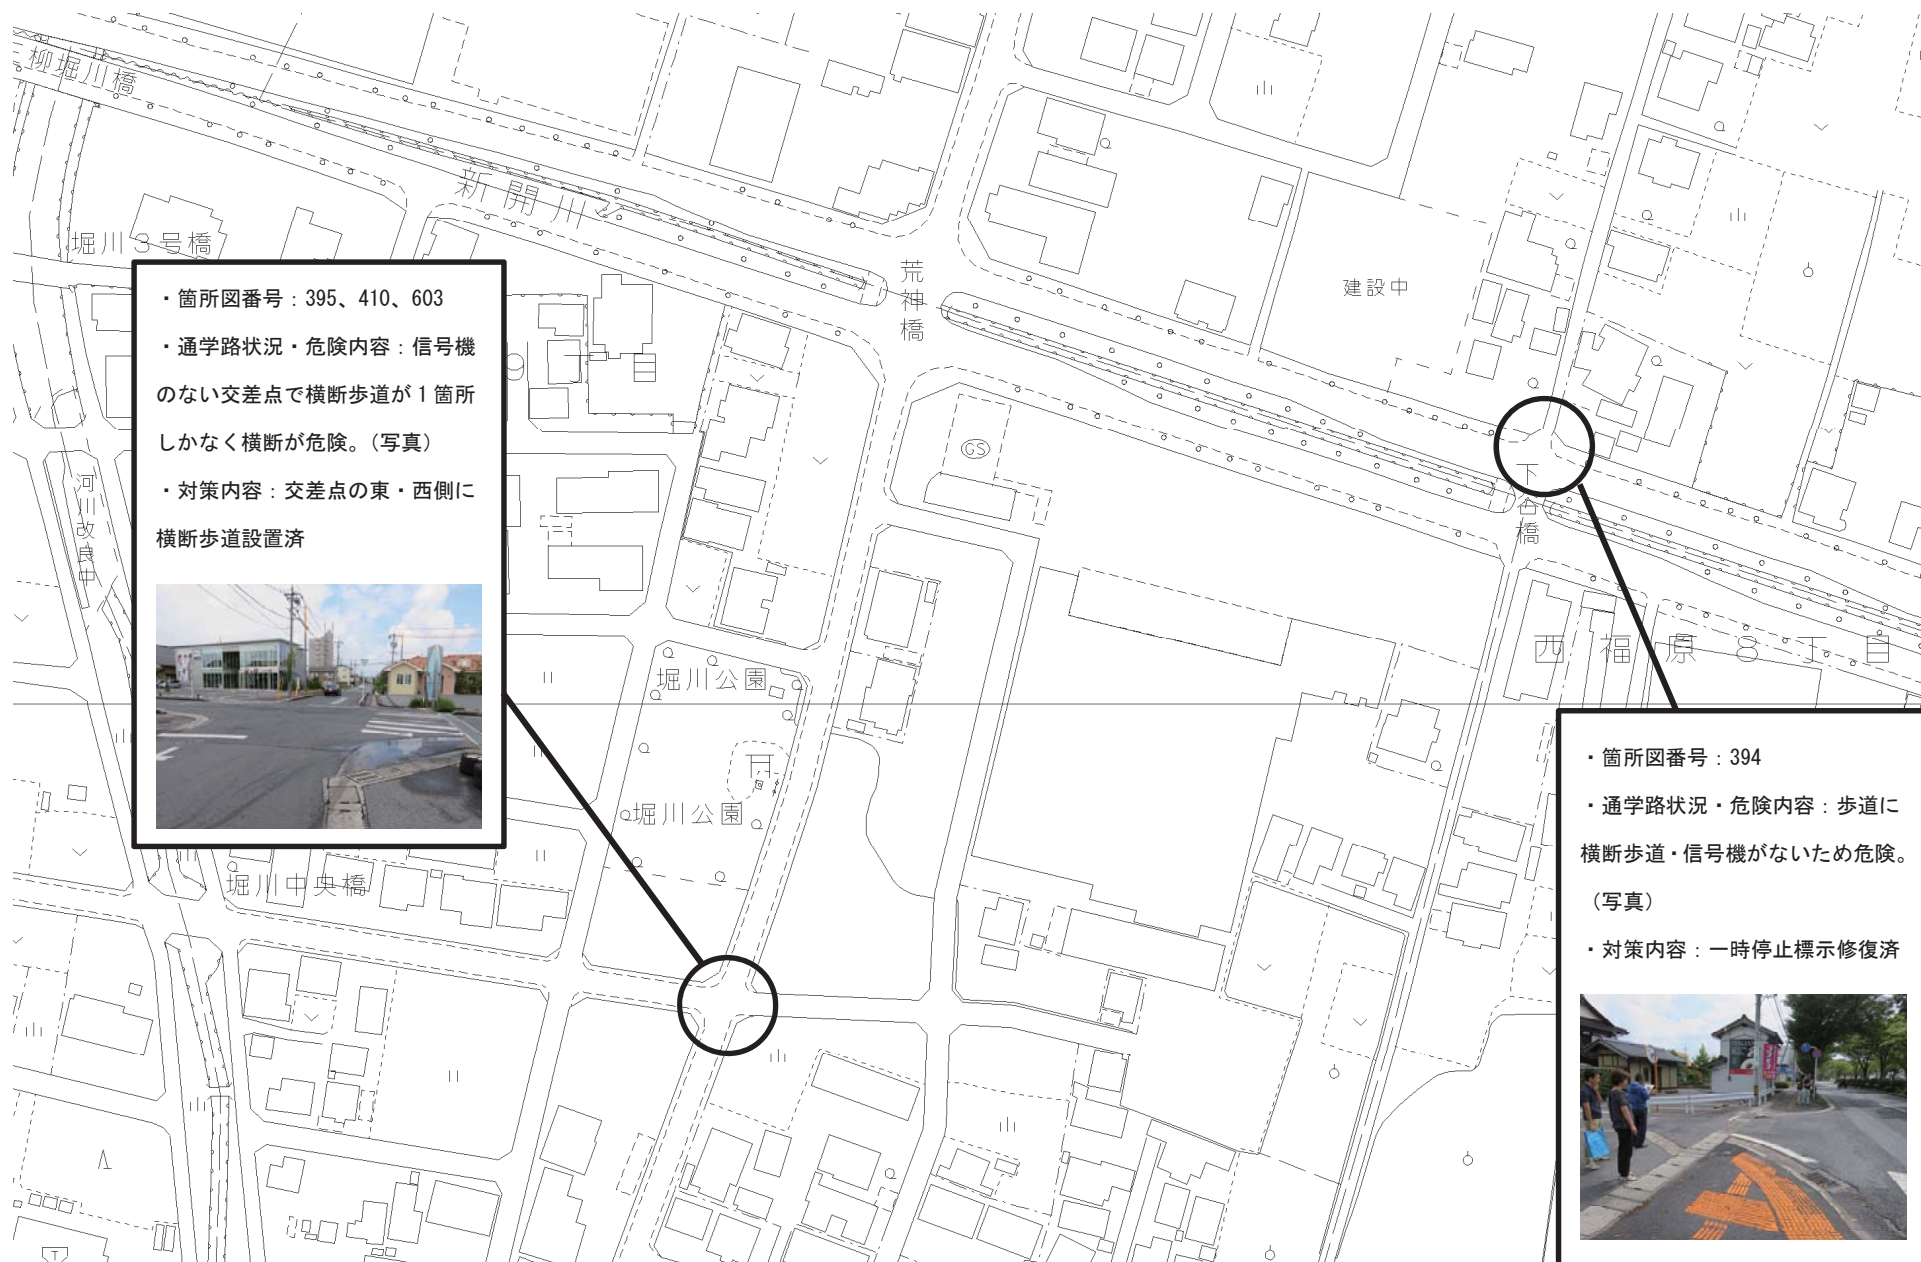 三柳堀川橋
新開川
堀川3号橋
荒神橋
建設中
GS
下谷橋
河川改良中
西福原8丁目
堀川公園
堀川公園
堀川中央橋
・箇所図番号：395、410、603
・通学路状況・危険内容：信号機
のない交差点で横断歩道が１箇所
しかなく横断が危険。（写真）
・対策内容：交差点の東・西側に
横断歩道設置済
・箇所図番号：394
・通学路状況・危険内容：歩道に
横断歩道・信号機がないため危険。
（写真）
・対策内容：一時停止標示修復済